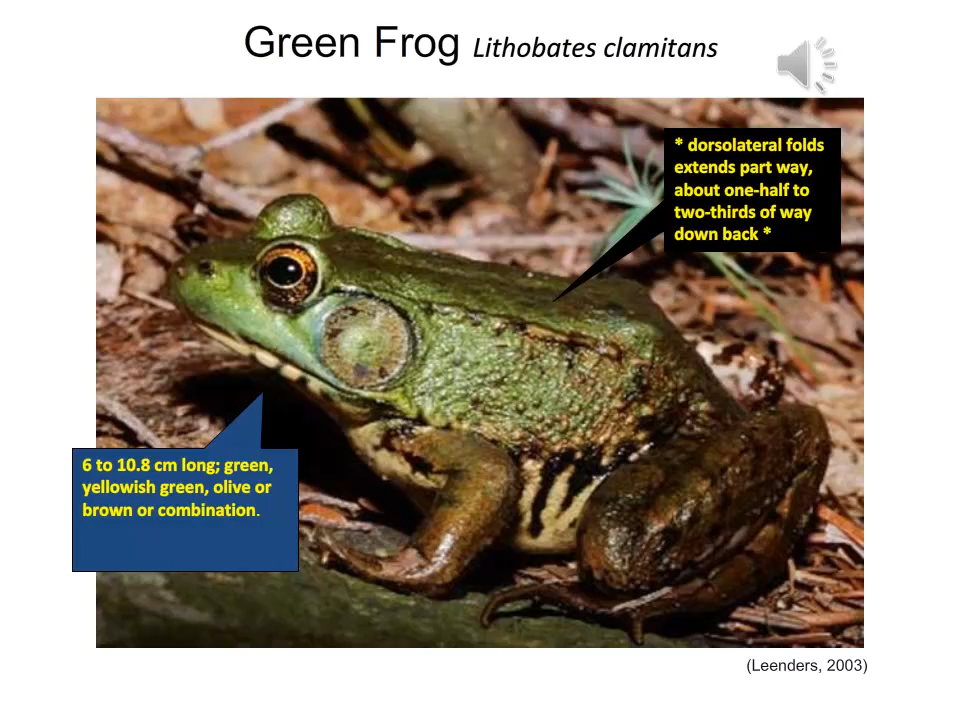 Green Frog Lithobates clamitans
* dorsolateral folds
extends part way,
about one-half to
two-thirds of way
down back *
6 to 10.8 cm long; green,
yellowish green, olive or
brown or combination.
(Leenders, 2003)